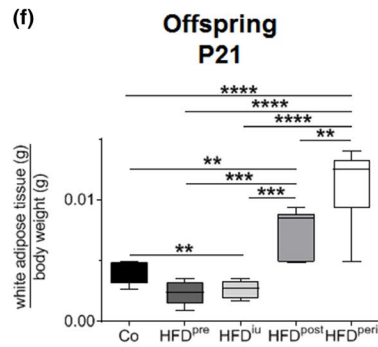 (f)
Offspring
P21
****
****
****
**
**
***
***
**
white adipose tissue (g)
body weight (g)
0.01
0.00
Co HFDpre HFDiu HFDpost HFDperi